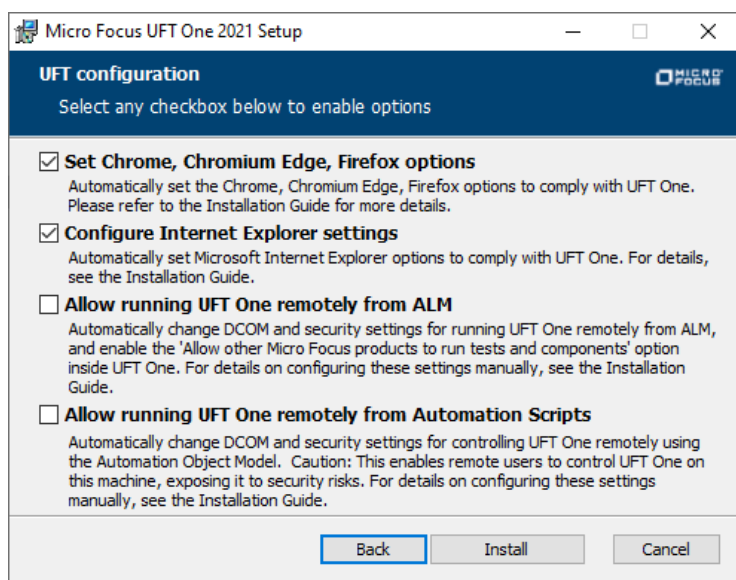 Micro Focus UFT One 2021 Setup
UFT configuration
MICRO
FOCUS
Select any checkbox below to enable options
Set Chrome, Chromium Edge, Firefox options
Automatically set the Chrome, Chromium Edge, Firefox options to comply with UFT One.
Please refer to the Installation Guide for more details.
Configure Internet Explorer settings
Automatically set Microsoft Internet Explorer options to comply with UFT One. For details,
see the Installation Guide.
Allow running UFT One remotely from ALM
Automatically change DCOM and security settings for running UFT One remotely from ALM,
and enable the 'Allow other Micro Focus products to run tests and components' option
inside UFT One. For details on configuring these settings manually, see the Installation
Guide.
Allow running UFT One remotely from Automation Scripts
Automatically change DCOM and security settings for controlling UFT One remotely using
the Automation Object Model.  Caution: This enables remote users to control UFT One on
this machine, exposing it to security risks. For details on configuring these settings
manually, see the Installation Guide.
Back
Install
Cancel